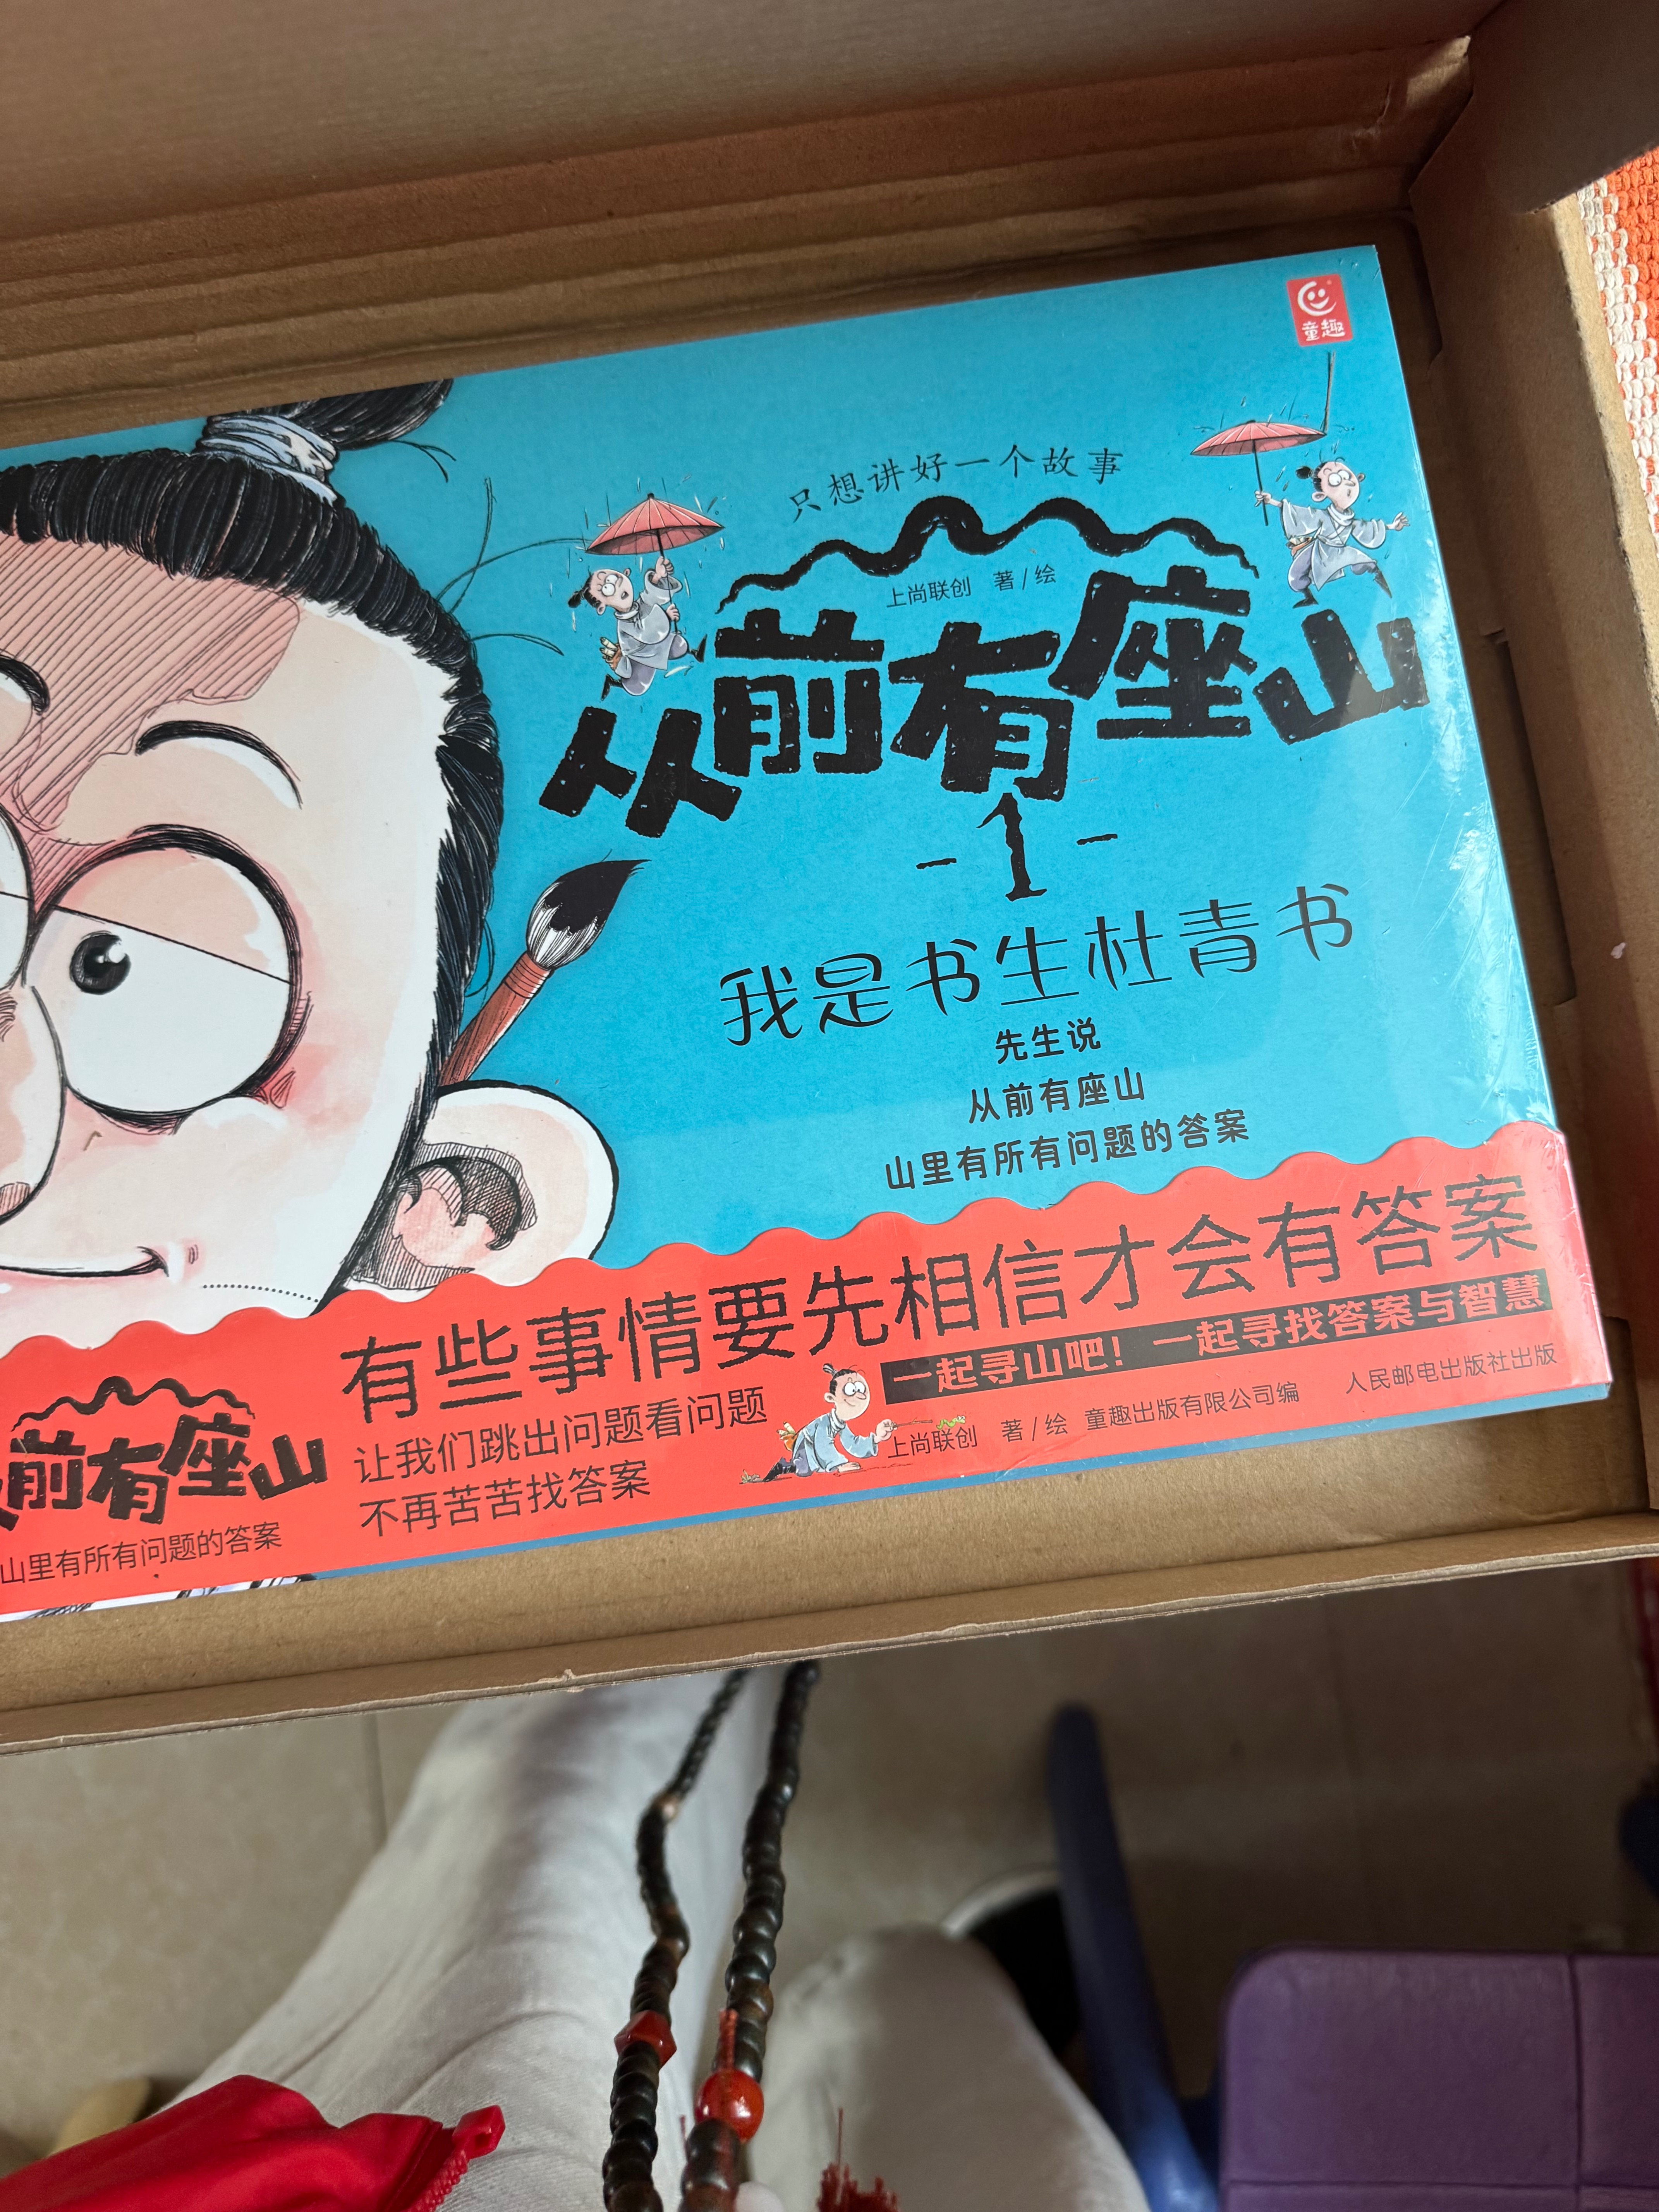 童趣
只想讲好一个故事
上尚联创 著/绘
从前有座山
-1-
我是书生杜青书
先生说
从前有座山
山里有所有问题的答案
有些事情要先相信才会有答案
一起寻山吧！一起寻找答案与智慧
让我们跳出问题看问题
不再苦苦找答案
上尚联创 著/绘 童趣出版有限公司编 人民邮电出版社出版
从前有座山
山里有所有问题的答案